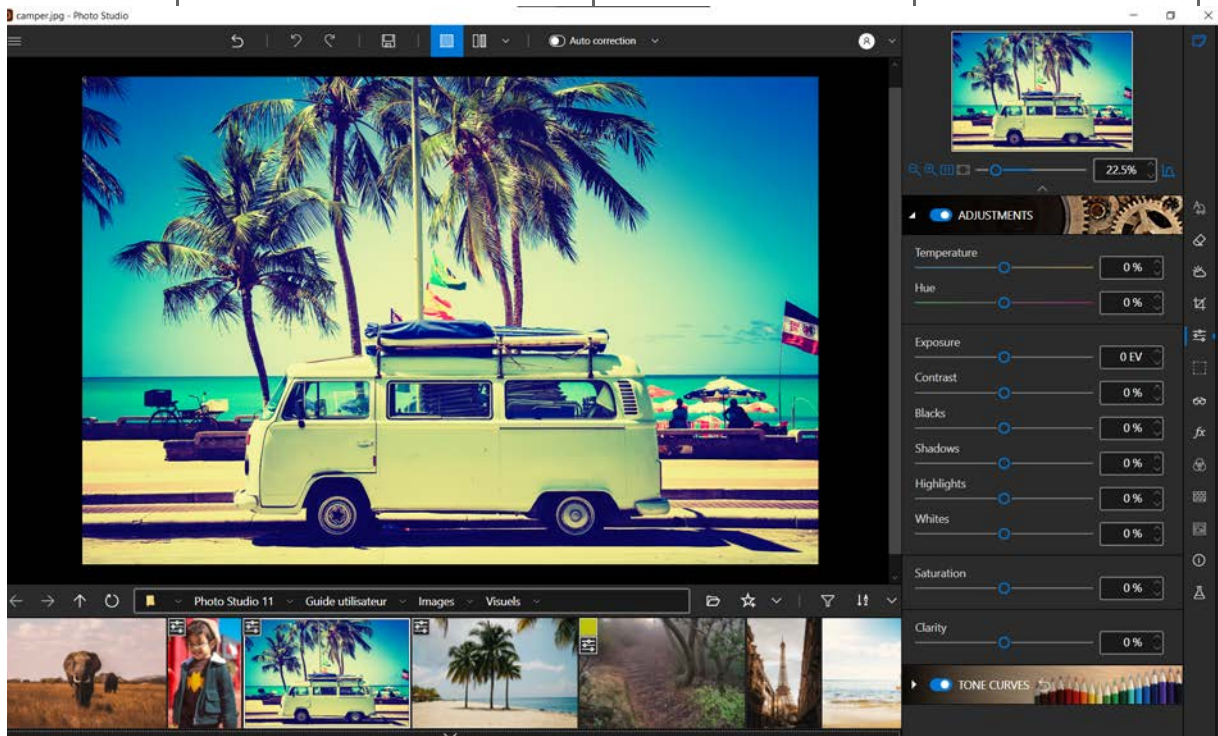 camper.jpg - Photo Studio
Auto correction
22.5%
ADJUSTMENTS
Temperature
0 %
Hue
0 %
Exposure
0 EV
Contrast
0 %
Blacks
0 %
Shadows
0 %
Highlights
0 %
Whites
0 %
Saturation
0 %
Clarity
0 %
TONE CURVES
Photo Studio 11 Guide utilisateur Images Visuels
fx